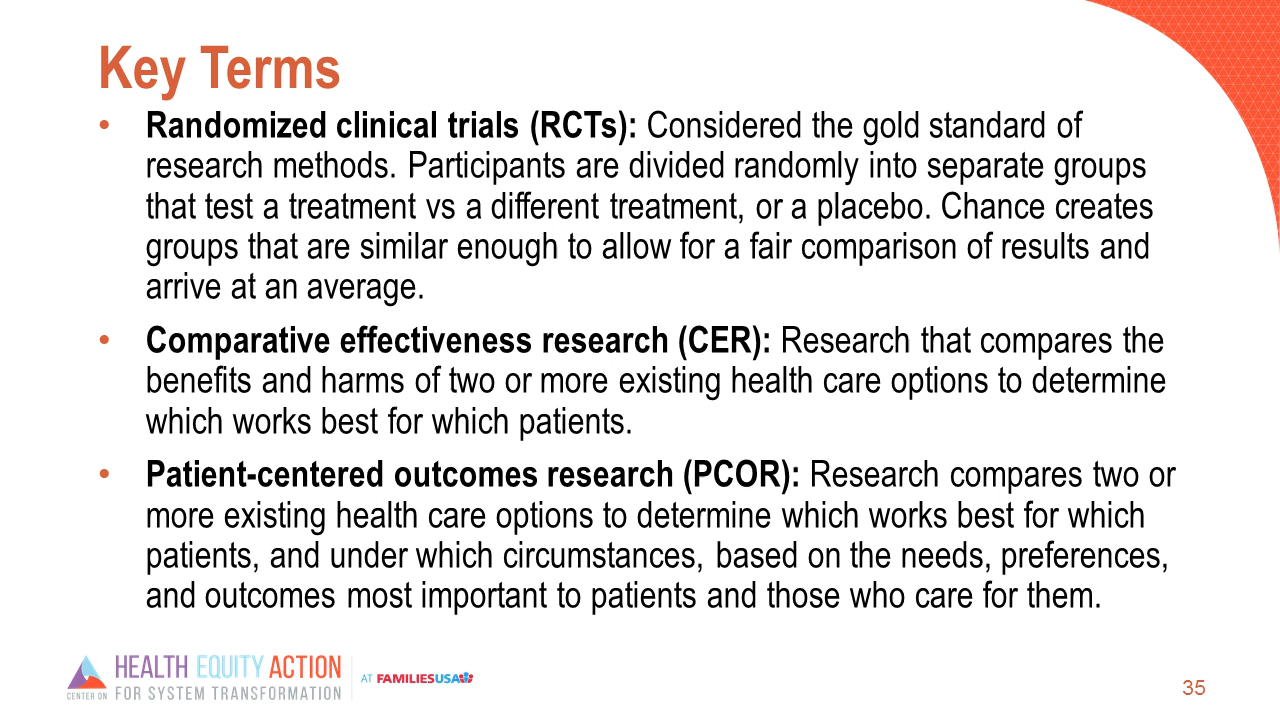 Key Terms
• Randomized clinical trials (RCTs): Considered the gold standard of
research methods. Participants are divided randomly into separate groups
that test a treatment vs a different treatment, or a placebo. Chance creates
groups that are similar enough to allow for a fair comparison of results and
arrive at an average.
• Comparative effectiveness research (CER): Research that compares the
benefits and harms of two or more existing health care options to determine
which works best for which patients.
• Patient-centered outcomes research (PCOR): Research compares two or
more existing health care options to determine which works best for which
patients, and under which circumstances, based on the needs, preferences,
and outcomes most important to patients and those who care for them.
HEALTH EQUITY ACTION
CENTER ON FOR SYSTEM TRANSFORMATION
AT FAMILIESUSA
35